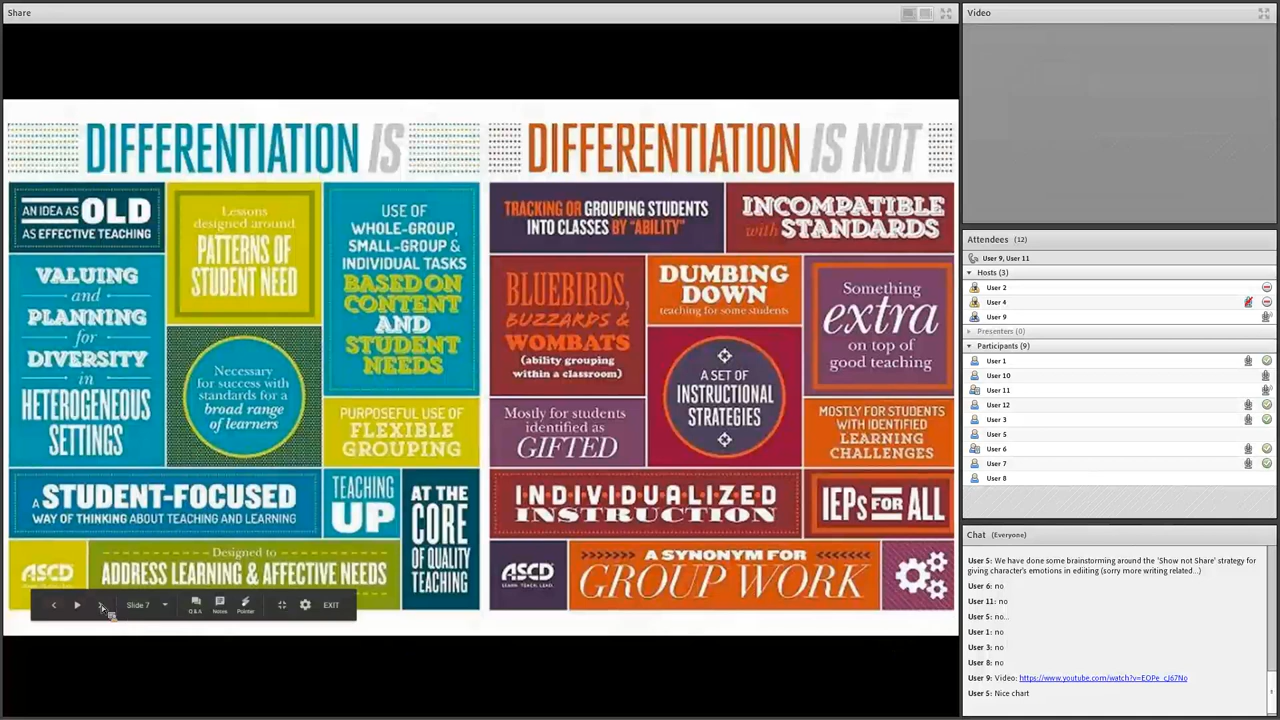 Share
Video
DIFFERENTIATION IS
AN IDEA AS OLD
AS EFFECTIVE TEACHING
Lessons
designed around
PATTERNS OF
STUDENT NEED
USE OF
WHOLE-GROUP,
SMALL-GROUP &
INDIVIDUAL TASKS
BASED ON
CONTENT
AND
STUDENT
NEEDS
VALUING
and
PLANNING
for
DIVERSITY
in
HETEROGENEOUS
SETTINGS
Necessary
for success with
standards for a
broad range
of learners
PURPOSEFUL USE OF
FLEXIBLE
GROUPING
A STUDENT-FOCUSED
WAY OF THINKING ABOUT TEACHING AND LEARNING
TEACHING
UP
AT THE
CORE
OF QUALITY
TEACHING
ASCD
Designed to
ADDRESS LEARNING & AFFECTIVE NEEDS
DIFFERENTIATION IS NOT
TRACKING OR GROUPING STUDENTS
INTO CLASSES BY “ABILITY”
INCOMPATIBLE
with STANDARDS
BLUEBIRDS,
BUZZARDS &
WOMBATS
(ability grouping
within a classroom)
DUMBING
DOWN
teaching for some students
Something
extra
on top of
good teaching
A SET OF
INSTRUCTIONAL
STRATEGIES
Mostly for students
identified as
GIFTED
MOSTLY FOR STUDENTS
WITH IDENTIFIED
LEARNING
CHALLENGES
INDIVIDUALIZED
INSTRUCTION
IEPs FOR ALL
ASCD
LEARN. TEACH. LEAD.
A SYNONYM FOR
GROUP WORK
Slide 7
Q&A
Notes
Pointer
EXIT
Attendees (12)
User 9, User 11
Hosts (3)
User 2
User 4
User 9
Presenters (0)
Participants (9)
User 1
User 10
User 11
User 12
User 3
User 5
User 6
User 7
User 8
Chat (Everyone)
User 5: We have done some brainstorming around the 'Show not Share' strategy for
giving character's emotions in ediiting (sorry more writing related...)
User 6: no
User 11: no
User 5: no...
User 1: no
User 3: no
User 8: no
User 9: Video: https://www.youtube.com/watch?v=EOPe_cJ67No
User 5: Nice chart